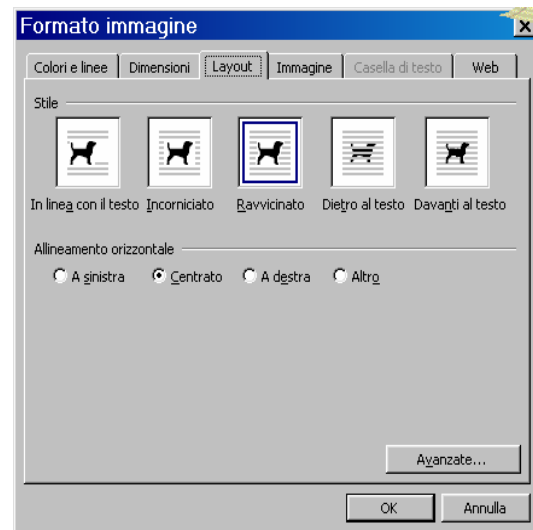 Formato immagine
Colori e linee Dimensioni Layout Immagine Casella di testo Web
Stile
In linea con il testo Incorniciato Ravvicinato Dietro al testo Davanti al testo
Allineamento orizzontale
A sinistra Centrato A destra Altro
Avanzate...
OK Annulla